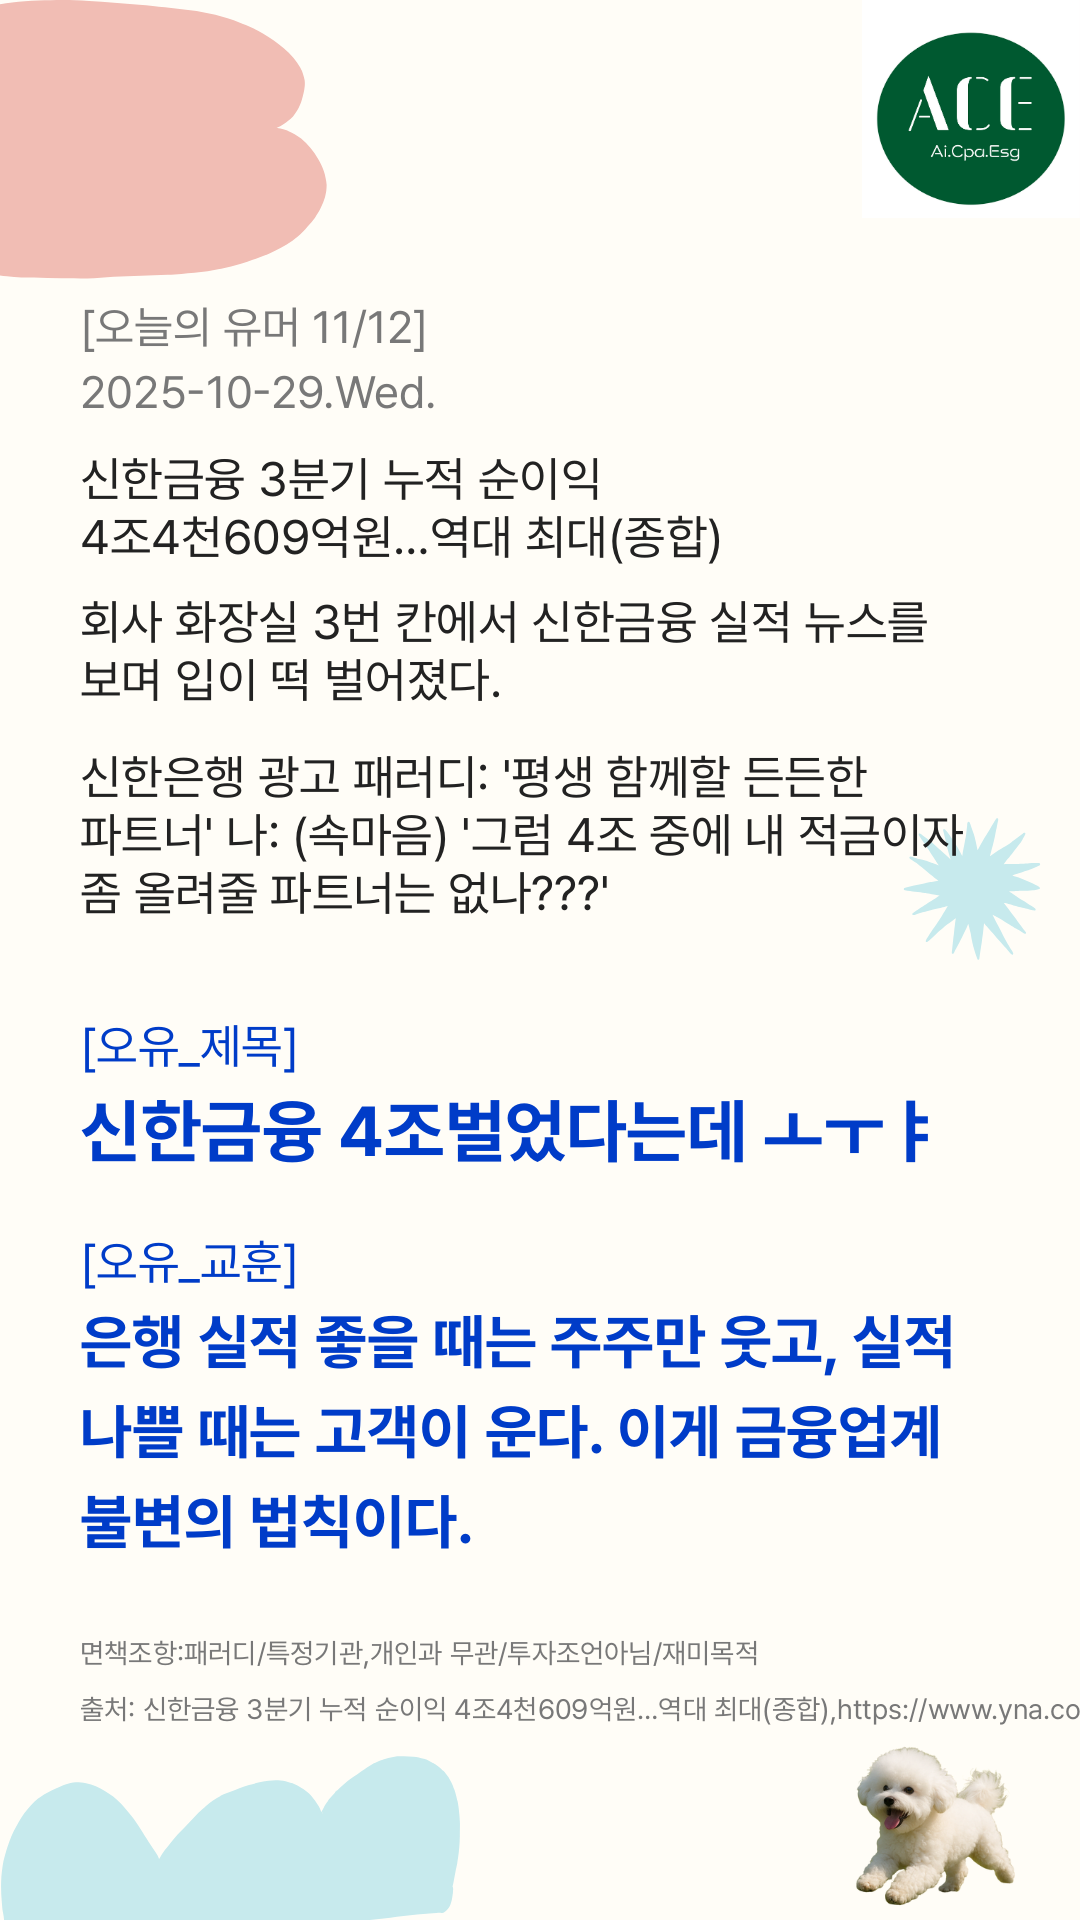 ACE
Ai.Cpa.Esg
[오늘의 유머 11/12]
2025-10-29.Wed.
신한금융 3분기 누적 순이익
4조4천609억원...역대 최대(종합)
회사 화장실 3번 칸에서 신한금융 실적 뉴스를
보며 입이 떡 벌어졌다.
신한은행 광고 패러디: '평생 함께할 든든한
파트너' 나: (속마음) '그럼 4조 중에 내 적금이자
좀 올려줄 파트너는 없나???'
[오유_제목]
신한금융 4조벌었다는데 ㅗㅜㅑ
[오유_교훈]
은행 실적 좋을 때는 주주만 웃고, 실적
나쁠 때는 고객이 운다. 이게 금융업계
불변의 법칙이다.
면책조항:패러디/특정기관,개인과 무관/투자조언아님/재미목적
출처: 신한금융 3분기 누적 순이익 4조4천609억원...역대 최대(종합),https://www.yna.co